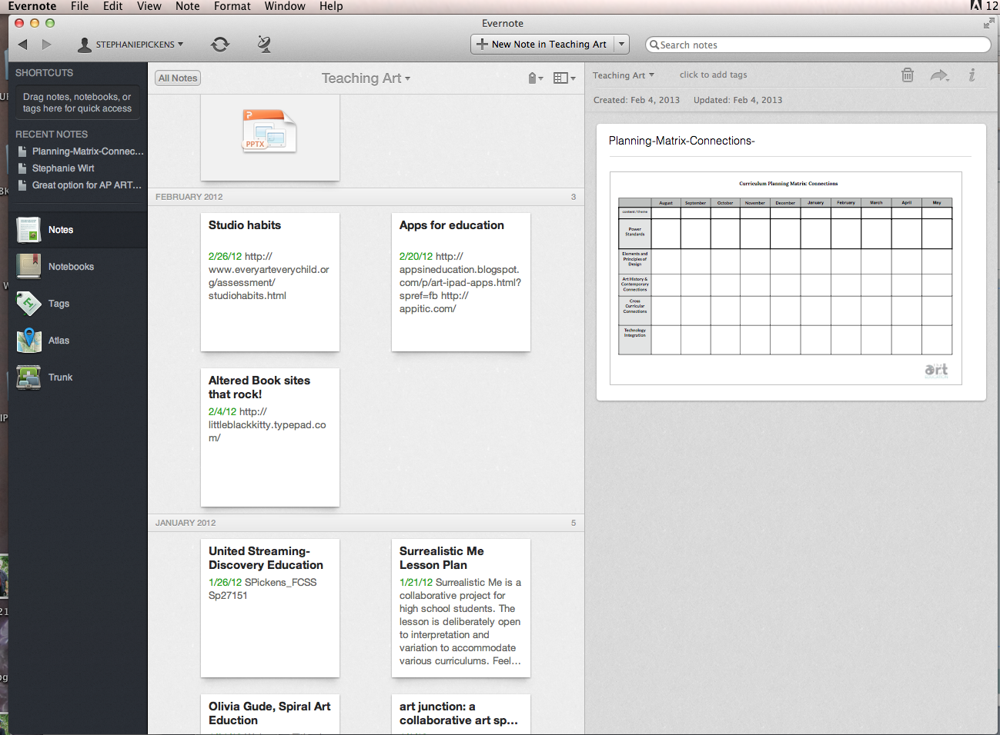 Evernote File Edit View Note Format Window Help 12
Evernote
STEPHANIEPICKENS
New Note in Teaching Art
Search notes
SHORTCUTS
Drag notes, notebooks, or
tags here for quick access
RECENT NOTES
Planning-Matrix-Connec...
Stephanie Wirt
Great option for AP ART...
Notes
Notebooks
Tags
Atlas
Trunk
All Notes
Teaching Art
P
PPTX
FEBRUARY 2012 3
Studio habits
2/26/12 http://
www.everyarteverychild.or
g/assessment/
studiohabits.html
Apps for education
2/20/12 http://
appsineducation.blogspot.
com/p/art-ipad-apps.html?
spref=fb http://
appitic.com/
Altered Book sites
that rock!
2/4/12 http://
littleblackkitty.typepad.co
m/
JANUARY 2012 5
United Streaming-
Discovery Education
1/26/12 SPickens_FCSS
Sp27151
Surrealistic Me
Lesson Plan
1/21/12 Surrealistic Me is a
collaborative project for
high school students. The
lesson is deliberately open
to interpretation and
variation to accommodate
various curriculums. Feel...
Olivia Gude, Spiral Art
Eduction
art junction: a
collaborative art sp...
Teaching Art
click to add tags
Created: Feb 4, 2013 Updated: Feb 4, 2013
Planning-Matrix-Connections-
Curriculum Planning Matrix: Connections
August September October November December January February March April May
content / theme
Power
Standards
Elements and
Principles of
Design
Art History &
Contemporary
Connections
Cross
Curricular
Connections
Technology
Integration
art